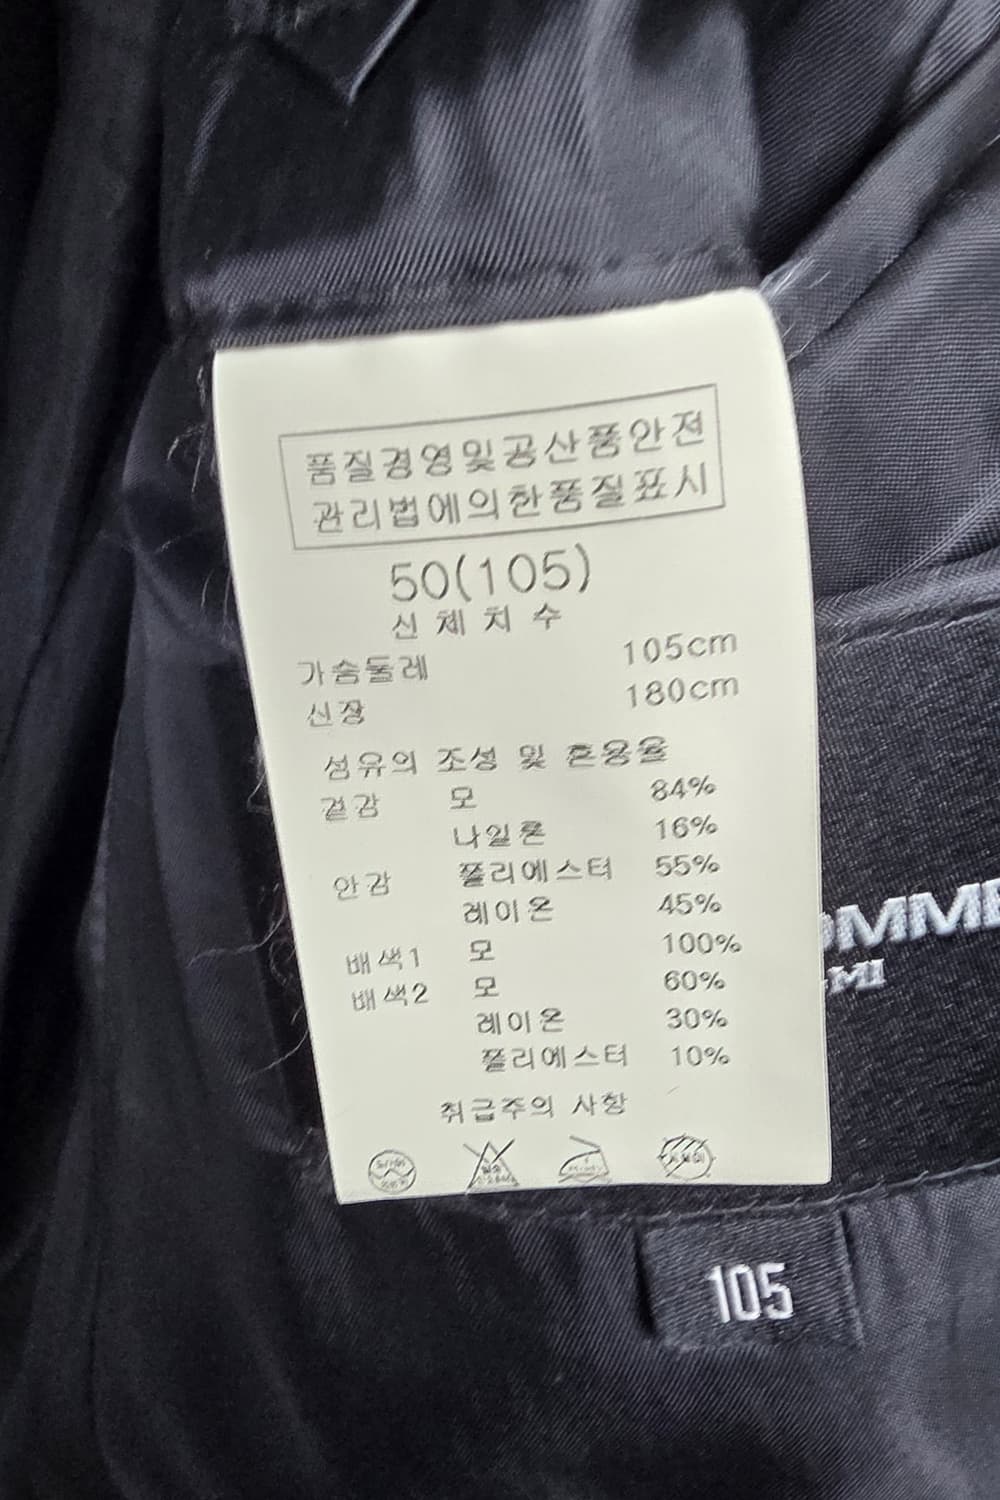 품질경영및공산품안전
관리법에의한품질표시
50(105)
신체치수
가슴둘레 105cm
신장 180cm
섬유의 조성 및 혼용율
겉감 모 84%
나일론 16%
안감 폴리에스터 55%
레이온 45%
배색1 모 100%
배색2 모 60%
레이온 30%
폴리에스터 10%
취급주의 사항
OMME
MI
105